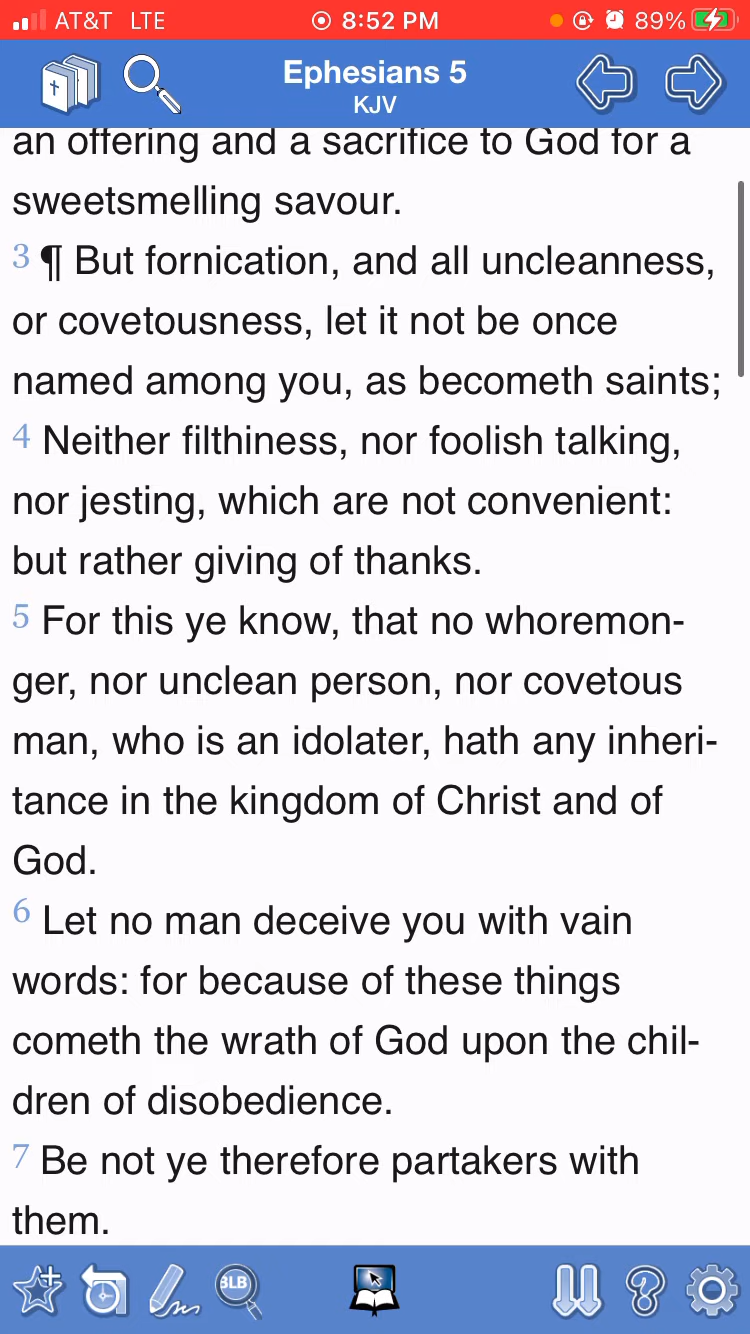 AT&T LTE 8:52 PM 89%
Ephesians 5
KJV
an offering and a sacrifice to God for a
sweetsmelling savour.
3 ¶ But fornication, and all uncleanness,
or covetousness, let it not be once
named among you, as becometh saints;
4 Neither filthiness, nor foolish talking,
nor jesting, which are not convenient:
but rather giving of thanks.
5 For this ye know, that no whoremon-
ger, nor unclean person, nor covetous
man, who is an idolater, hath any inheri-
tance in the kingdom of Christ and of
God.
6 Let no man deceive you with vain
words: for because of these things
cometh the wrath of God upon the chil-
dren of disobedience.
7 Be not ye therefore partakers with
them.
BLB